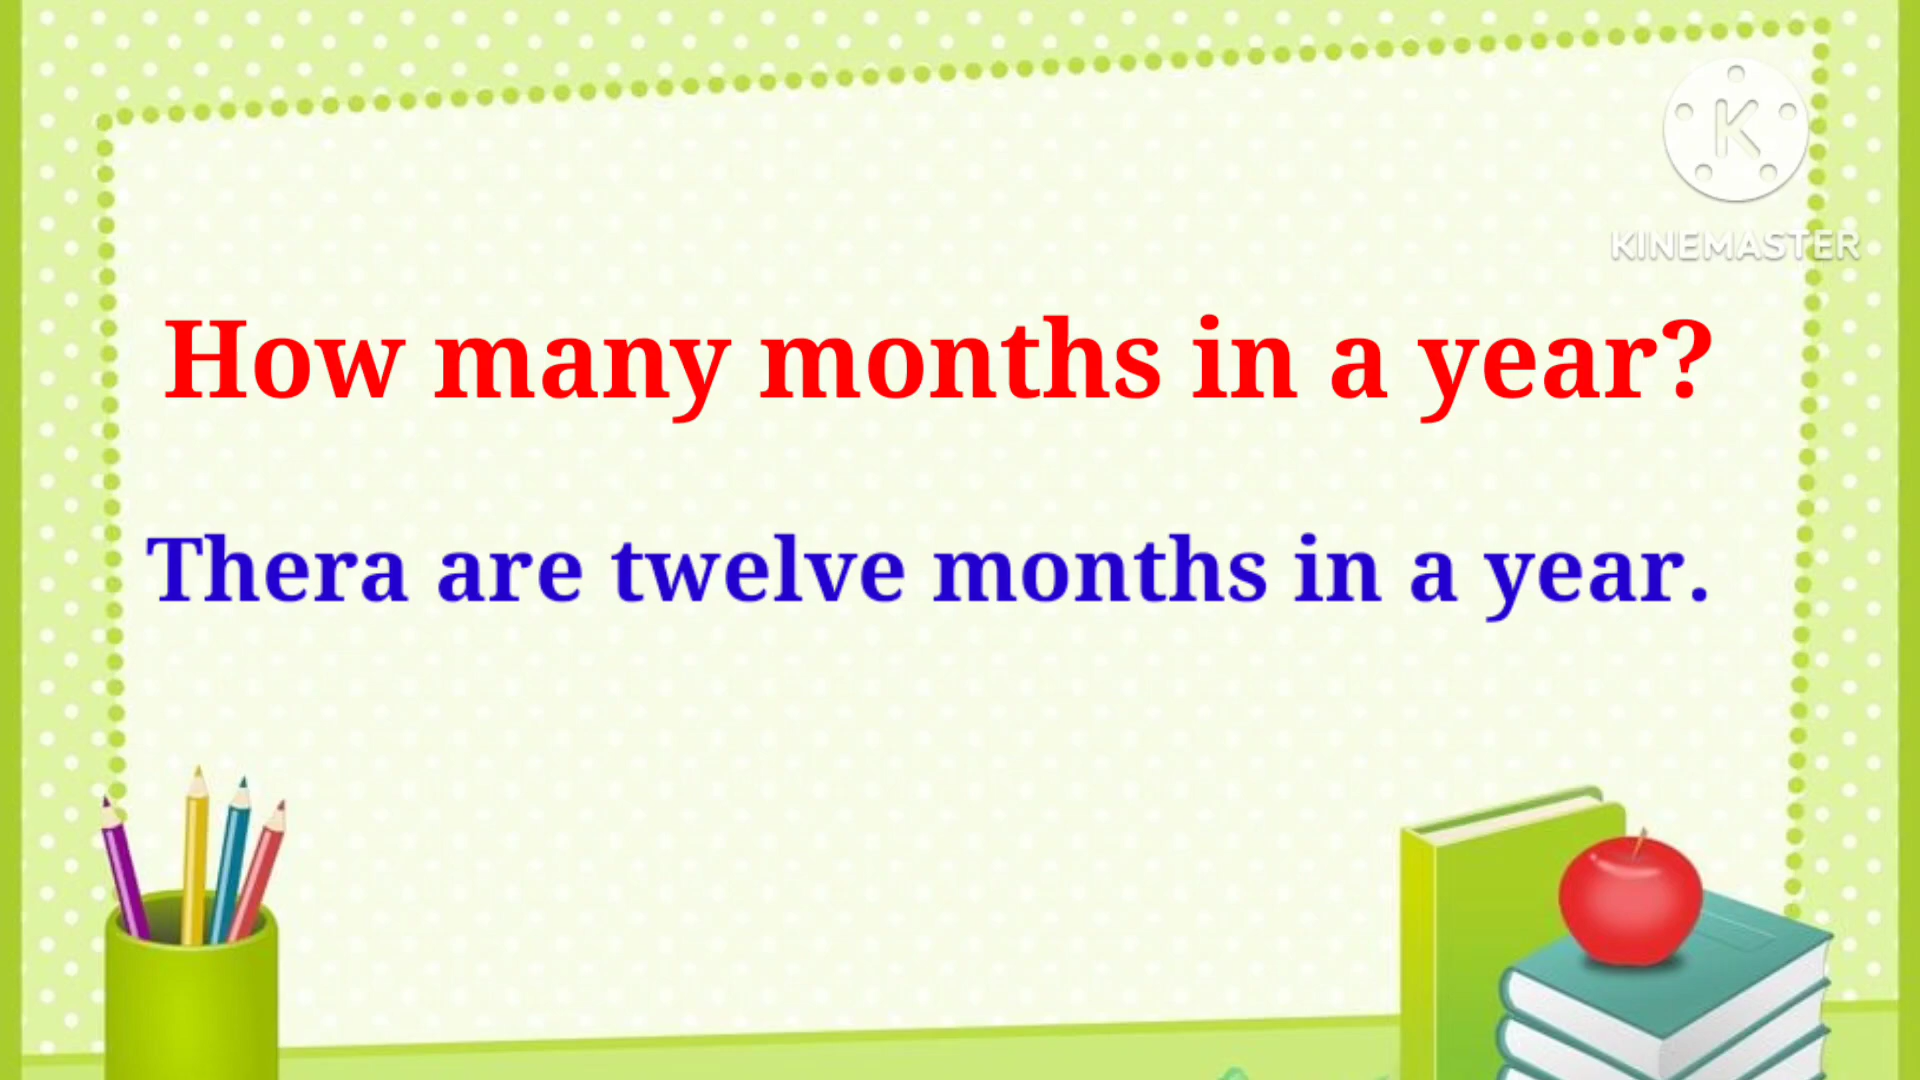 K
KINEMASTER
How many months in a year?
Thera are twelve months in a year.